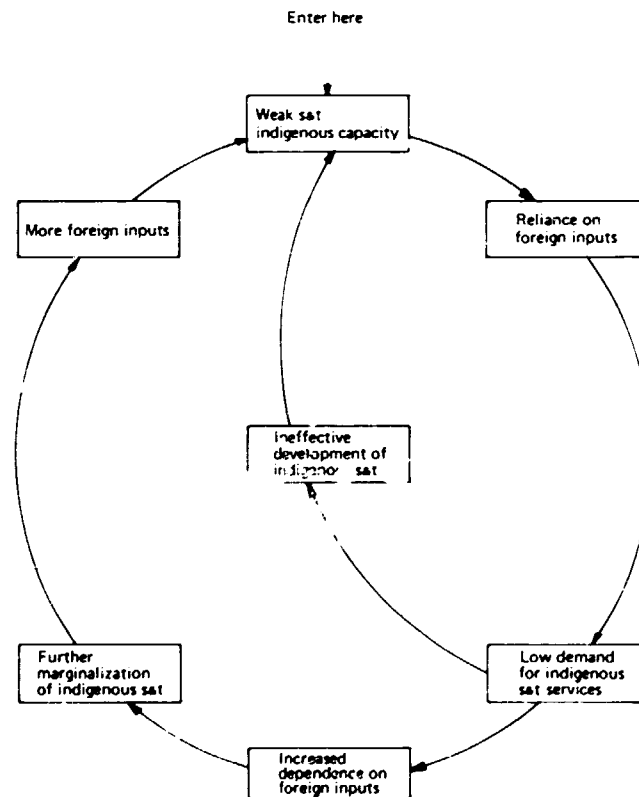 Enter here
Weak s&t
indigenous capacity
More foreign inputs
Reliance on
foreign inputs
Ineffective
development of
indigenous s&t
Further
marginalization
of indigenous s&t
Low demand
for indigenous
s&t services
Increased
dependence on
foreign inputs